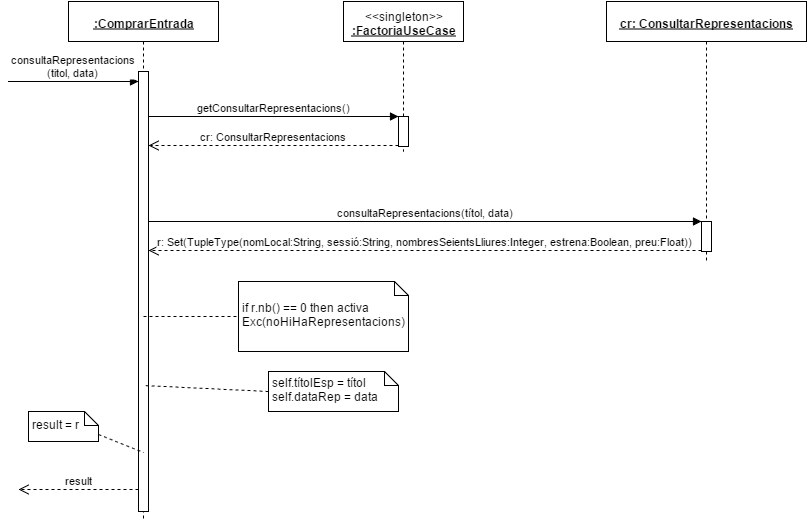 :ComprarEntrada
<<singleton>>
:FactoriaUseCase
cr: ConsultarRepresentacions
consultaRepresentacions
(titol, data)
getConsultarRepresentacions()
cr: ConsultarRepresentacions
consultaRepresentacions(títol, data)
r: Set(TupleType(nomLocal:String, sessió:String, nombresSeientsLliures:Integer, estrena:Boolean, preu:Float))
if r.nb() == 0 then activa
Exc(noHiHaRepresentacions)
self.títolEsp = títol
self.dataRep = data
result = r
result